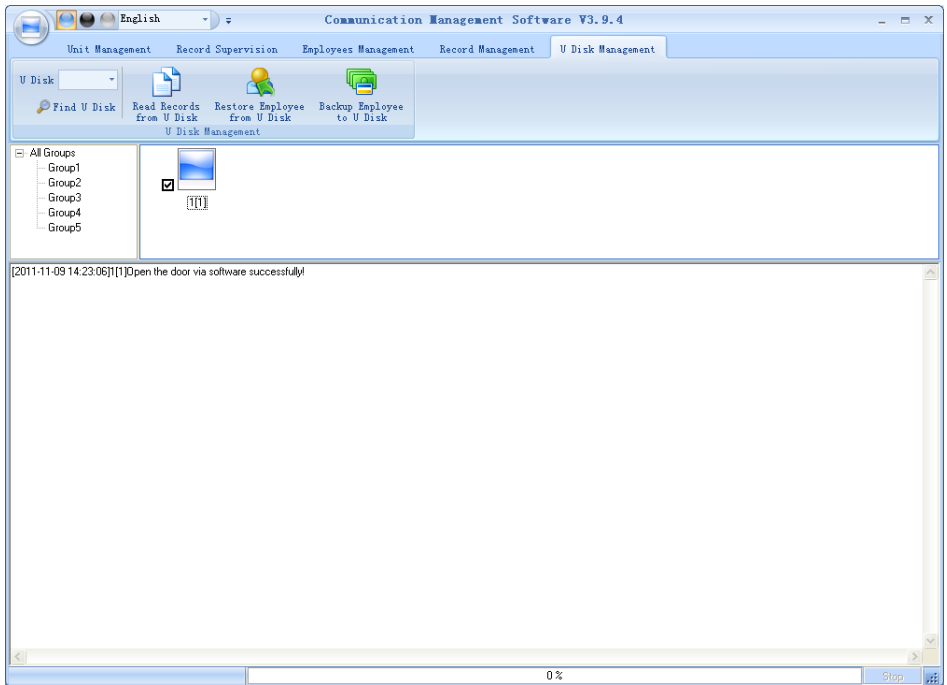 English
Communication Management Software V3.9.4
Unit Management Record Supervision Employees Management Record Management U Disk Management
U Disk
Find U Disk
Read Records
from U Disk
Restore Employee
from U Disk
Backup Employee
to U Disk
U Disk Management
All Groups
Group1
Group2
Group3
Group4
Group5
1[1]
[2011-11-09 14:23:06]1[1]Open the door via software successfully!
0 %
Stop